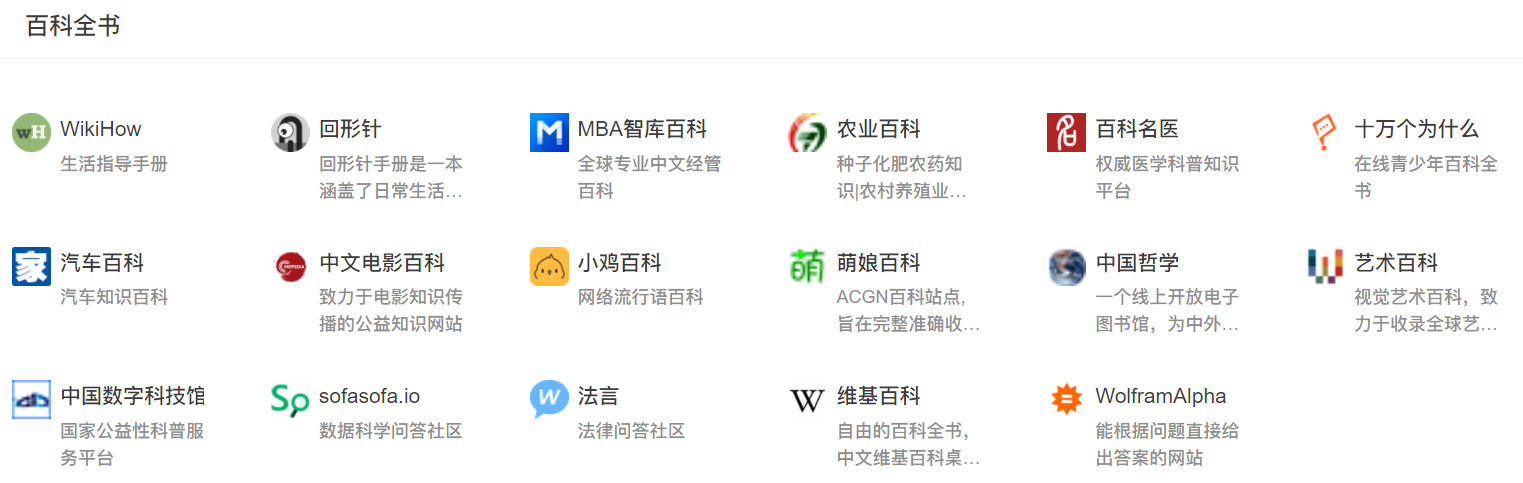 百科全书
WikiHow
生活指导手册
回形针
回形针手册是一本
涵盖了日常生活...
MBA智库百科
全球专业中文经管
百科
农业百科
种子化肥农药知
识|农村养殖业...
百科名医
权威医学科普知识
平台
十万个为什么
在线青少年百科全
书
汽车百科
汽车知识百科
中文电影百科
致力于电影知识传
播的公益知识网站
小鸡百科
网络流行语百科
萌娘百科
ACGN百科站点,
旨在完整准确收...
中国哲学
一个线上开放电子
图书馆，为中外...
艺术百科
视觉艺术百科，致
力于收录全球艺...
中国数字科技馆
国家公益性科普服
务平台
sofasofa.io
数据科学问答社区
法言
法律问答社区
维基百科
自由的百科全书，
中文维基百科桌...
WolframAlpha
能根据问题直接给
出答案的网站